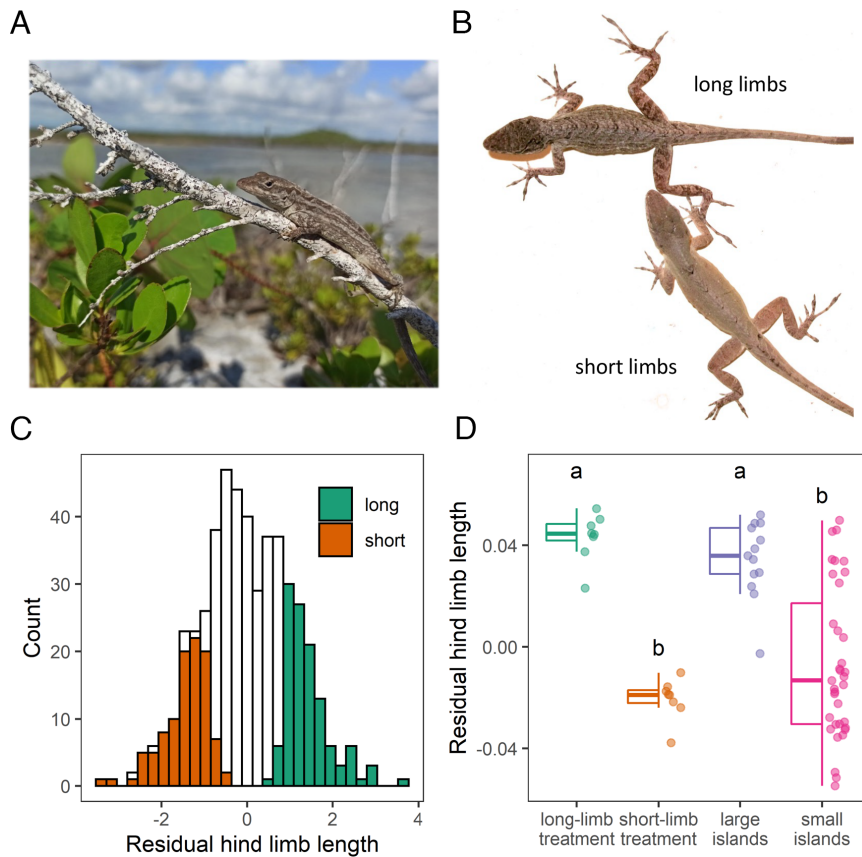 A
B
long limbs
short limbs
C
Count
40
30
20
10
0
long
short
-2
0
2
4
Residual hind limb length
D
Residual hind limb length
0.04
0.00
-0.04
a
b
a
b
long-limb
treatment
short-limb
treatment
large
islands
small
islands